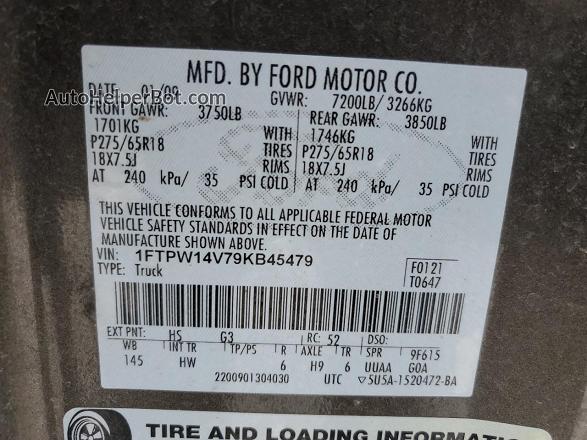 MFD. BY FORD MOTOR CO.
DATE: 01/09 GVWR: 7200LB/ 3266KG
AutoHelperBot.com
FRONT GAWR: 3750LB REAR GAWR: 3850LB
1701KG WITH 1746KG WITH
P275/65R18 TIRES P275/65R18 TIRES
18X7.5J RIMS 18X7.5J RIMS
AT 240 kPa/ 35 PSI COLD AT 240 kPa/ 35 PSI COLD
THIS VEHICLE CONFORMS TO ALL APPLICABLE FEDERAL MOTOR
VEHICLE SAFETY STANDARDS IN EFFECT ON THE DATE OF
MANUFACTURE SHOWN ABOVE.
VIN: 1FTPW14V79KB45479
TYPE: Truck
F0121
T0647
EXT PNT: HS G3 RC: 52 DSO:
WB INT TR TP/PS R AXLE TR SPR 9F615
145 HW 6 H9 6 UUAA G0A
2200901304030 UTC ▽5U5A-1520472-BA
TIRE AND LOADING INFORMATI